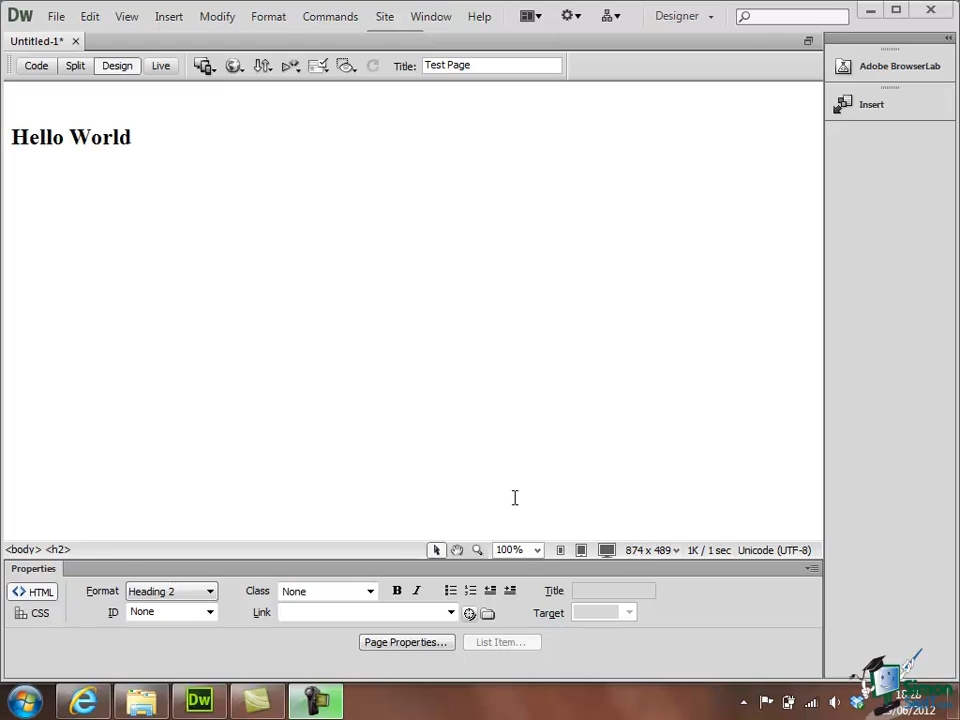 Dw File Edit View Insert Modify Format Commands Site Window Help Designer
Untitled-1*
Code Split Design Live Title: Test Page
Adobe BrowserLab
Insert
Hello World
<body> <h2> 100% 874 x 489 1K / 1 sec Unicode (UTF-8)
Properties
<> HTML Format Heading 2 Class None B I Title
CSS ID None Link Target
Page Properties... List Item...
Dw